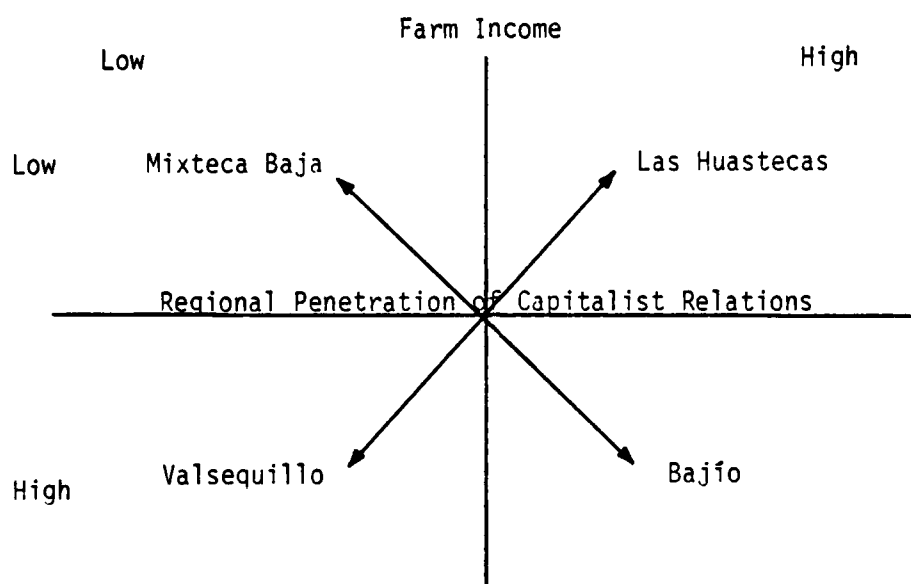 Farm Income
Low High
Low Mixteca Baja Las Huastecas
Regional Penetration of Capitalist Relations
Valsequillo Bajío
High